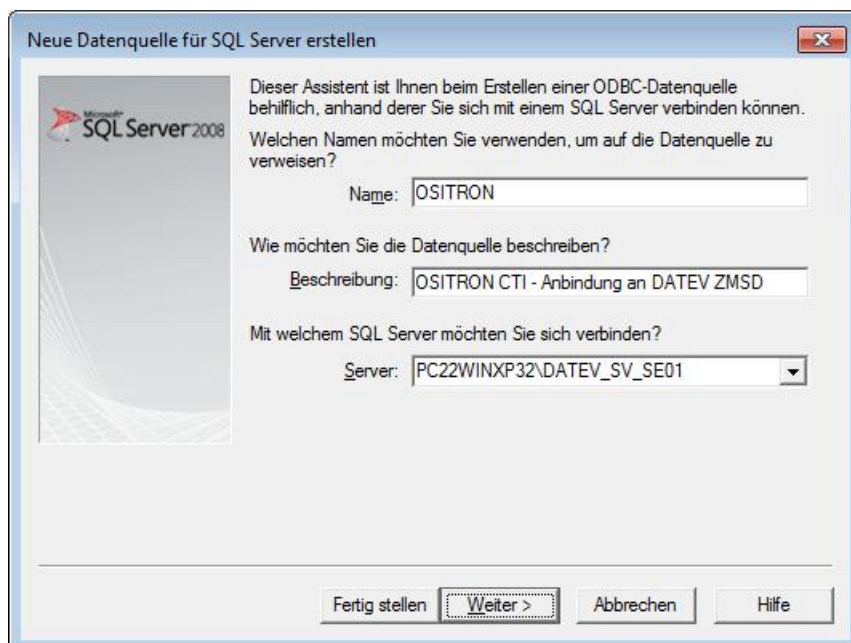 Neue Datenquelle für SQL Server erstellen
Microsoft
SQL Server 2008
Dieser Assistent ist Ihnen beim Erstellen einer ODBC-Datenquelle
behilflich, anhand derer Sie sich mit einem SQL Server verbinden können.
Welchen Namen möchten Sie verwenden, um auf die Datenquelle zu
verweisen?
Name: OSITRON
Wie möchten Sie die Datenquelle beschreiben?
Beschreibung: OSITRON CTI - Anbindung an DATEV ZMSD
Mit welchem SQL Server möchten Sie sich verbinden?
Server: PC22WINXP32\DATEV_SV_SE01
Fertig stellen Weiter > Abbrechen Hilfe